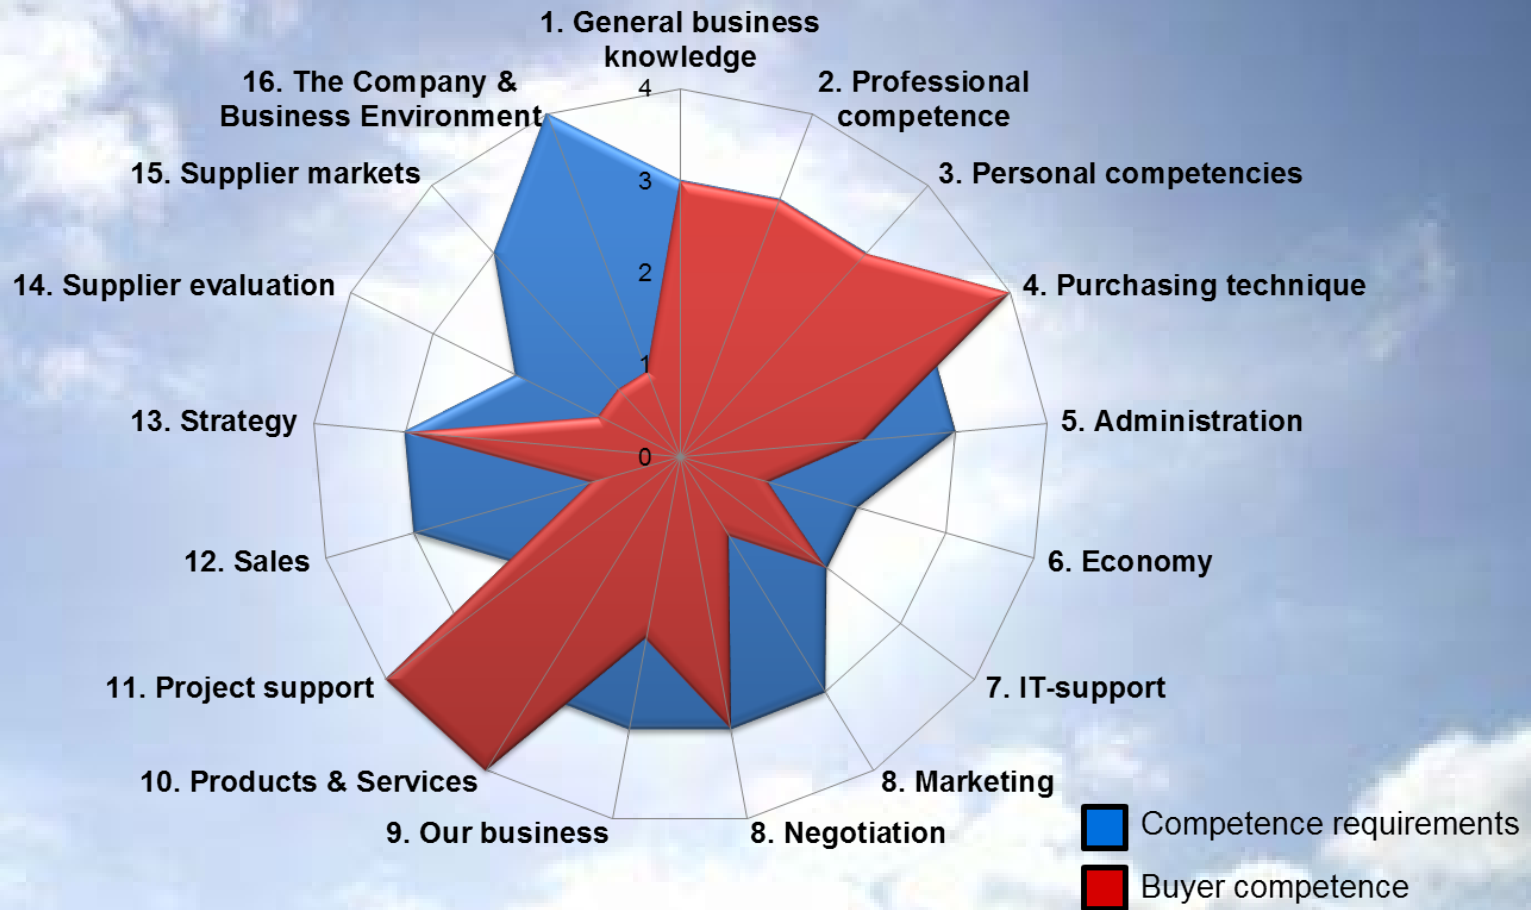 1. General business
knowledge
2. Professional
competence
3. Personal competencies
4. Purchasing technique
5. Administration
6. Economy
7. IT-support
8. Marketing
8. Negotiation
9. Our business
10. Products & Services
11. Project support
12. Sales
13. Strategy
14. Supplier evaluation
15. Supplier markets
16. The Company &
Business Environment
4
3
2
1
0
Competence requirements
Buyer competence